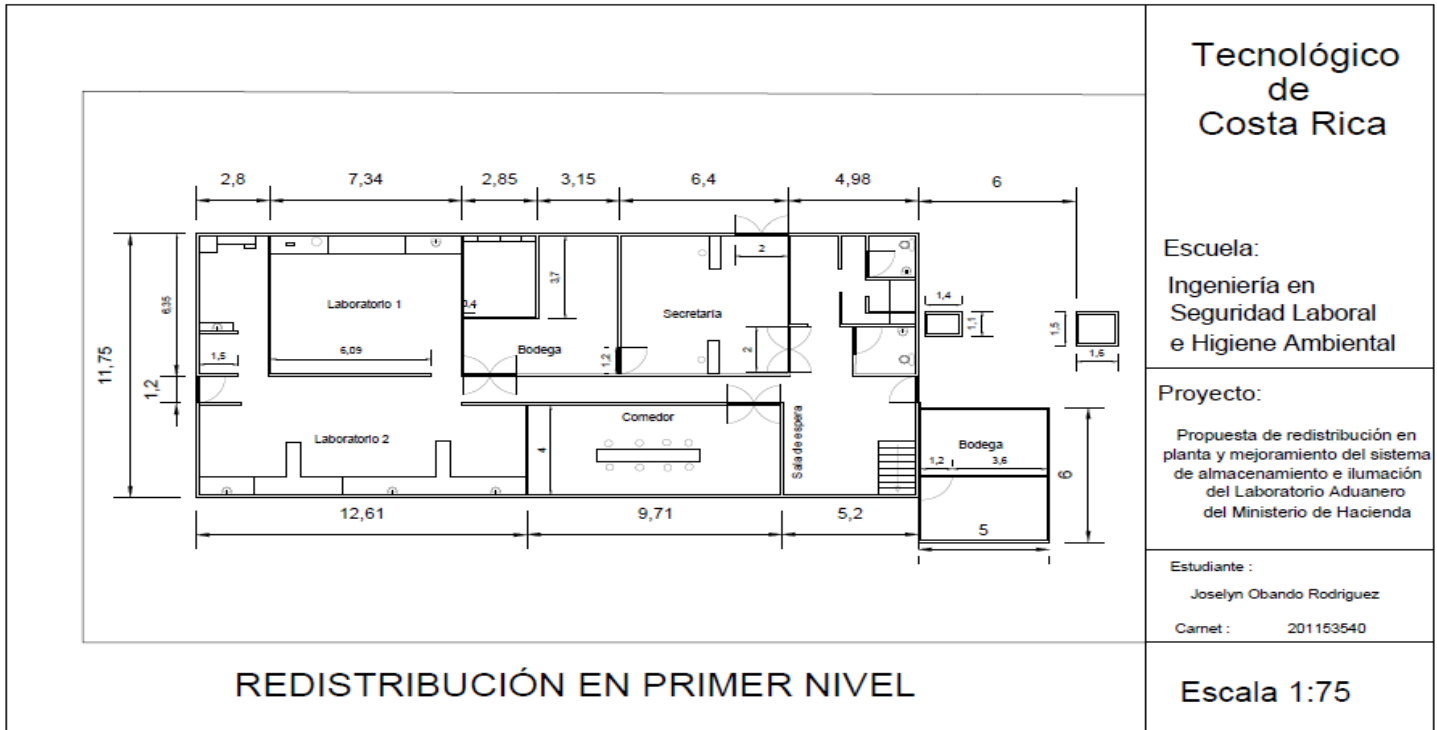 Tecnológico
de
Costa Rica
Escuela:
Ingeniería en
Seguridad Laboral
e Higiene Ambiental
Proyecto:
Propuesta de redistribución en
planta y mejoramiento del sistema
de almacenamiento e ilumación
del Laboratorio Aduanero
del Ministerio de Hacienda
Estudiante :
Joselyn Obando Rodriguez
Carnet : 201153540
Escala 1:75
2,8 7,34 2,85 3,15 6,4 4,98 6
2
3,7
6,35
Laboratorio 1
Secretaria
1,4
1,1
1,5
1,6
1,5
6,09
Bodega
1,2
2
11,75
1,2
Laboratorio 2
4
Comedor
Sala de espera
Bodega
1,2 3,6
6
5
12,61 9,71 5,2
REDISTRIBUCIÓN EN PRIMER NIVEL